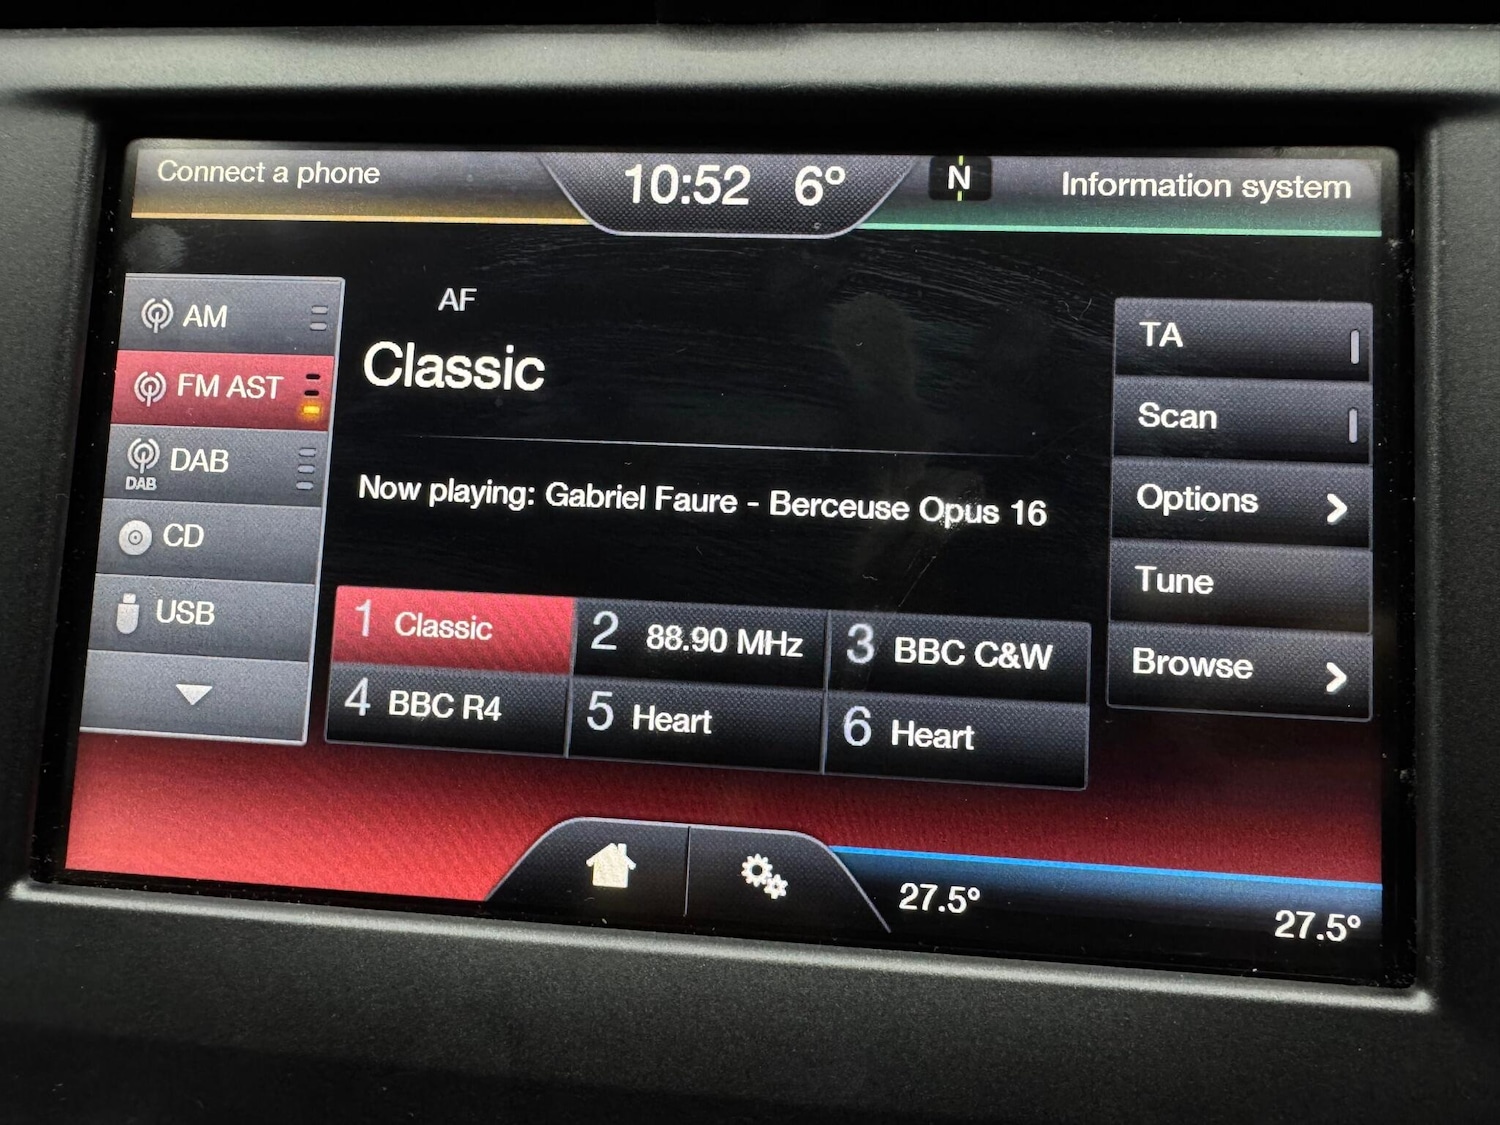 Connect a phone
10:52 6°
N
Information system
AM
FM AST
DAB
DAB
CD
USB
AF
Classic
Now playing: Gabriel Faure - Berceuse Opus 16
1 Classic
2 88.90 MHz
3 BBC C&W
4 BBC R4
5 Heart
6 Heart
TA
Scan
Options
Tune
Browse
27.5°
27.5°